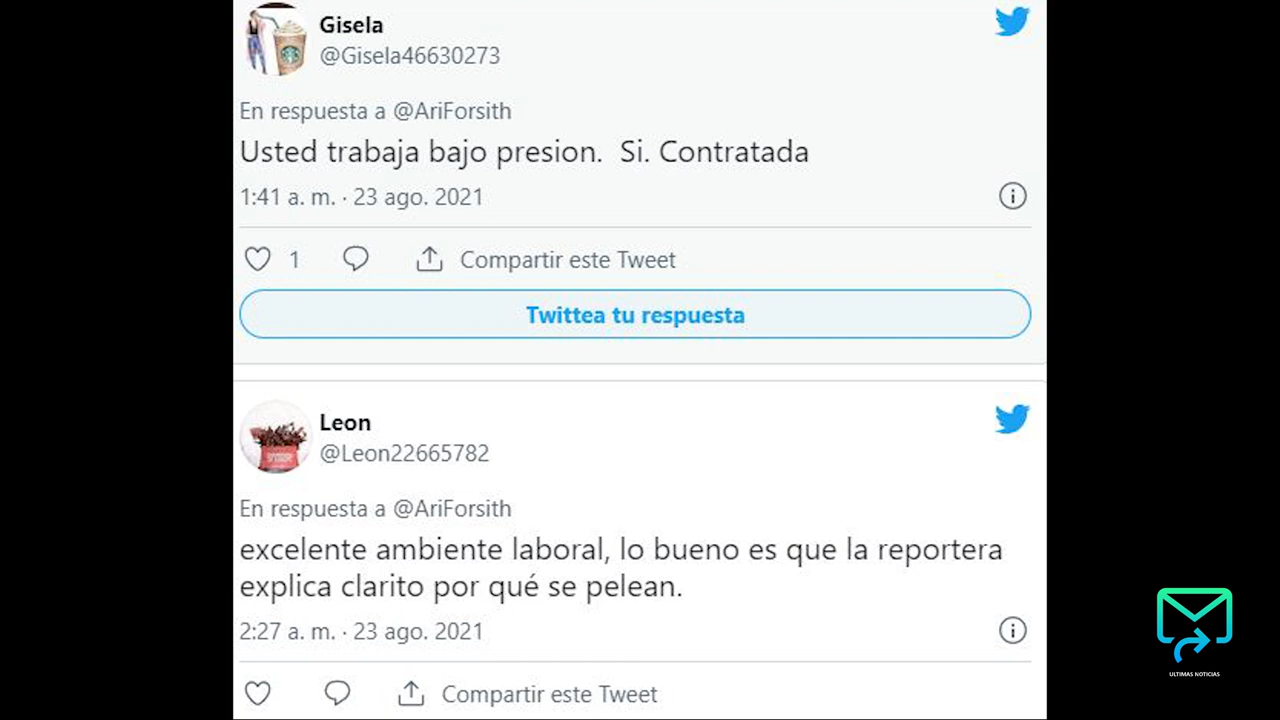 Gisela
@Gisela46630273
En respuesta a @AriForsith
Usted trabaja bajo presion.  Si. Contratada
1:41 a. m. · 23 ago. 2021
1
Compartir este Tweet
Twittea tu respuesta
Leon
@Leon22665782
En respuesta a @AriForsith
excelente ambiente laboral, lo bueno es que la reportera
explica clarito por qué se pelean.
2:27 a. m. · 23 ago. 2021
Compartir este Tweet
ULTIMAS NOTICIAS